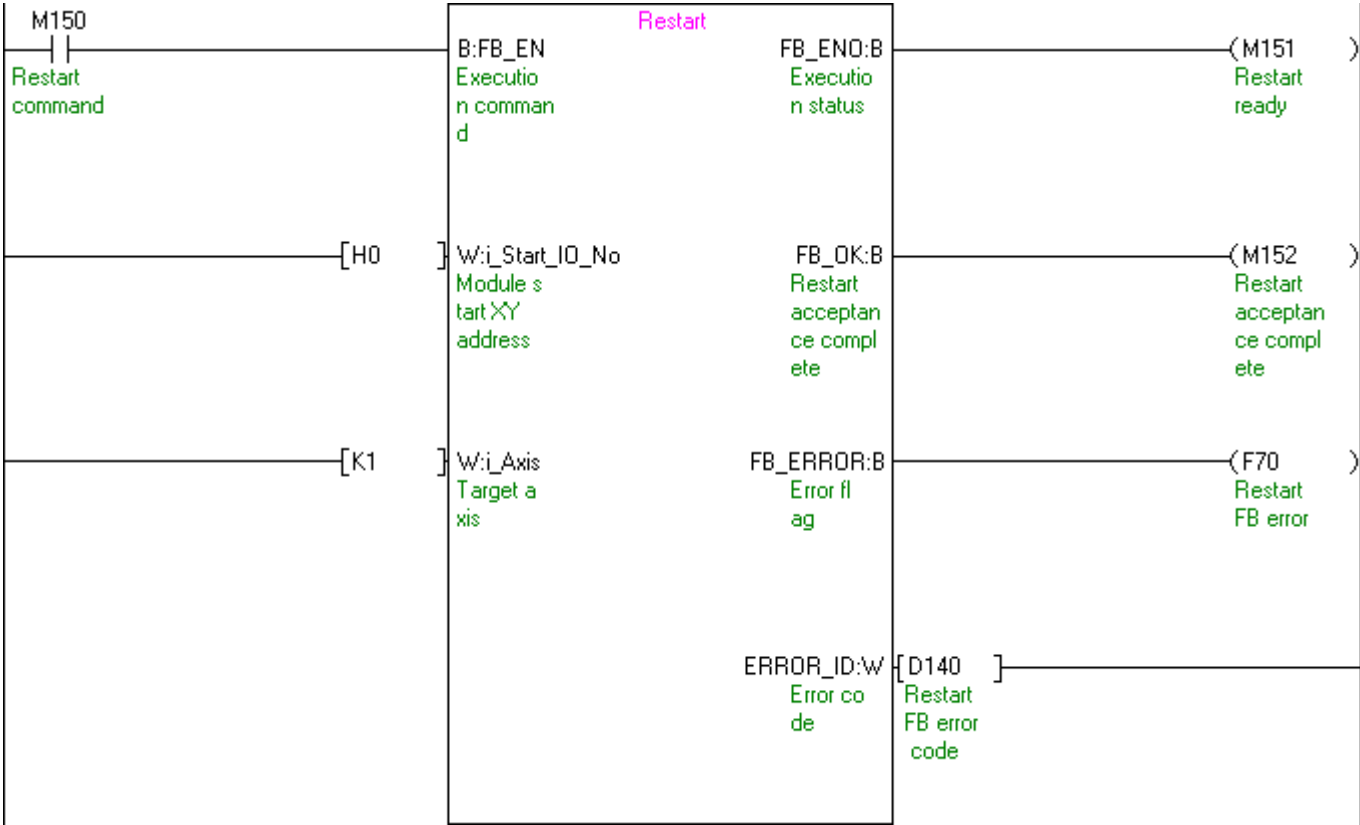 M150
Restart
command
Restart
B:FB_EN
Executio
n comman
d
FB_ENO:B
Executio
n status
(M151 )
Restart
ready
[H0 ]
W:i_Start_IO_No
Module s
tart XY
address
FB_OK:B
Restart
acceptan
ce compl
ete
(M152 )
Restart
acceptan
ce compl
ete
[K1 ]
W:i_Axis
Target a
xis
FB_ERROR:B
Error fl
ag
(F70 )
Restart
FB error
ERROR_ID:W
Error co
de
[D140 ]
Restart
FB error
code